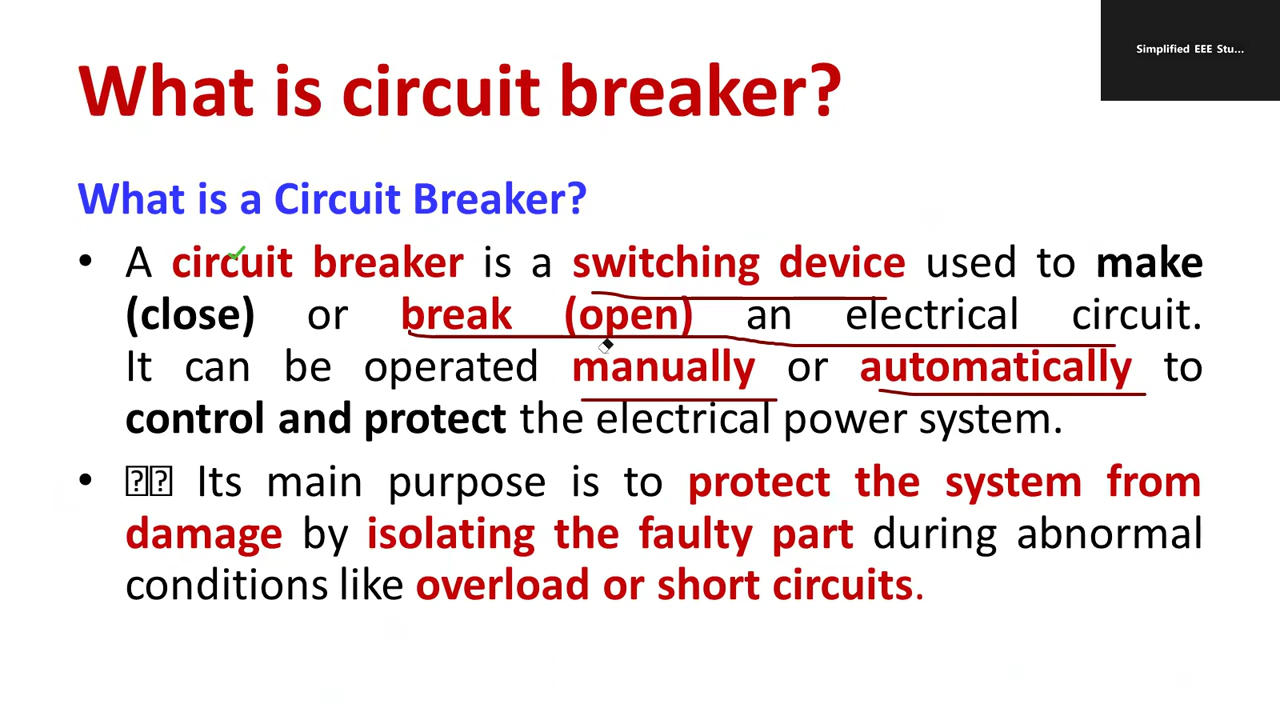 Simplified EEE Stu...
What is circuit breaker?
What is a Circuit Breaker?
• A circuit breaker is a switching device used to make
(close) or break (open) an electrical circuit.
It can be operated manually or automatically to
control and protect the electrical power system.
• Its main purpose is to protect the system from
damage by isolating the faulty part during abnormal
conditions like overload or short circuits.